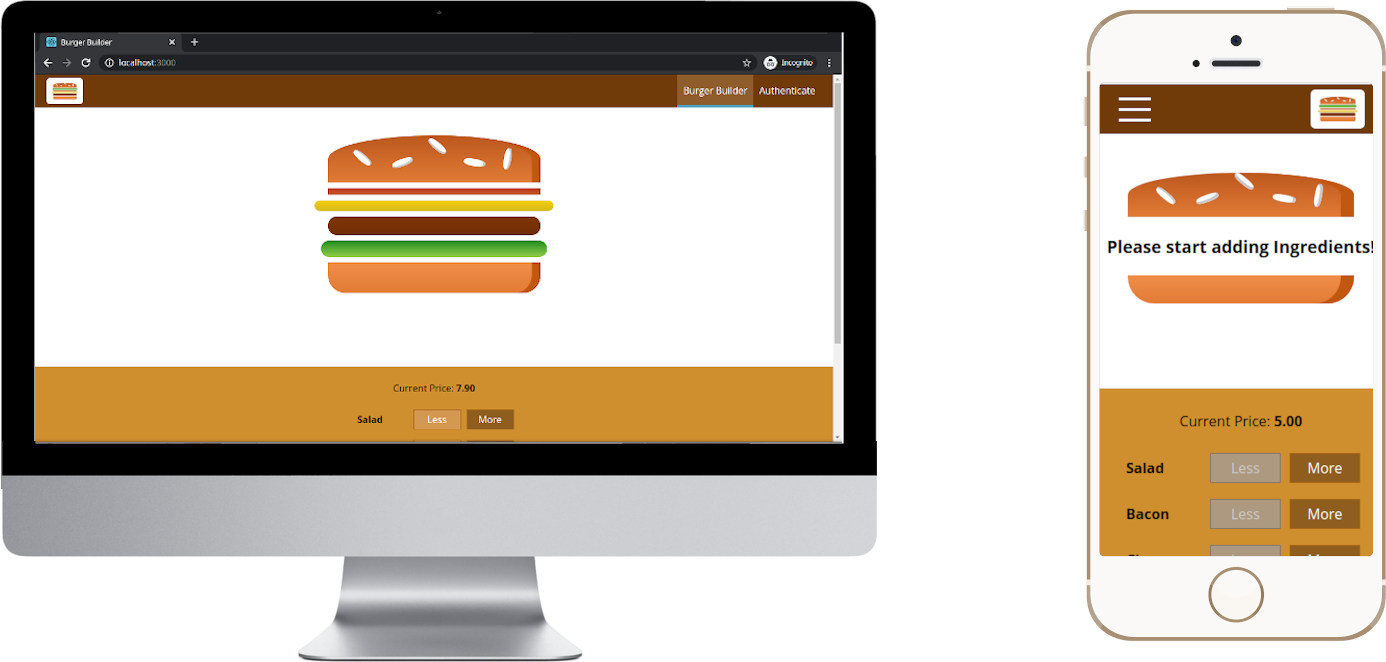 Burger Builder
localhost:3000
Incognito
Burger Builder Authenticate
Current Price: 7.90
Salad Less More
Please start adding Ingredients!
Current Price: 5.00
Salad Less More
Bacon Less More